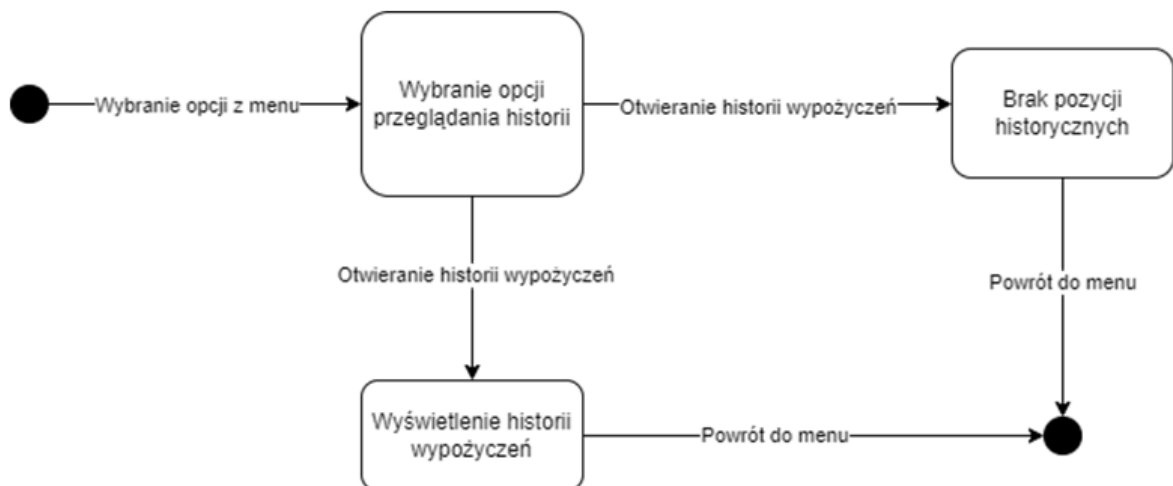 Wybranie opcji z menu
Wybranie opcji
przeglądania historii
Otwieranie historii wypożyczeń
Brak pozycji
historycznych
Otwieranie historii wypożyczeń
Powrót do menu
Wyświetlenie historii
wypożyczeń
Powrót do menu